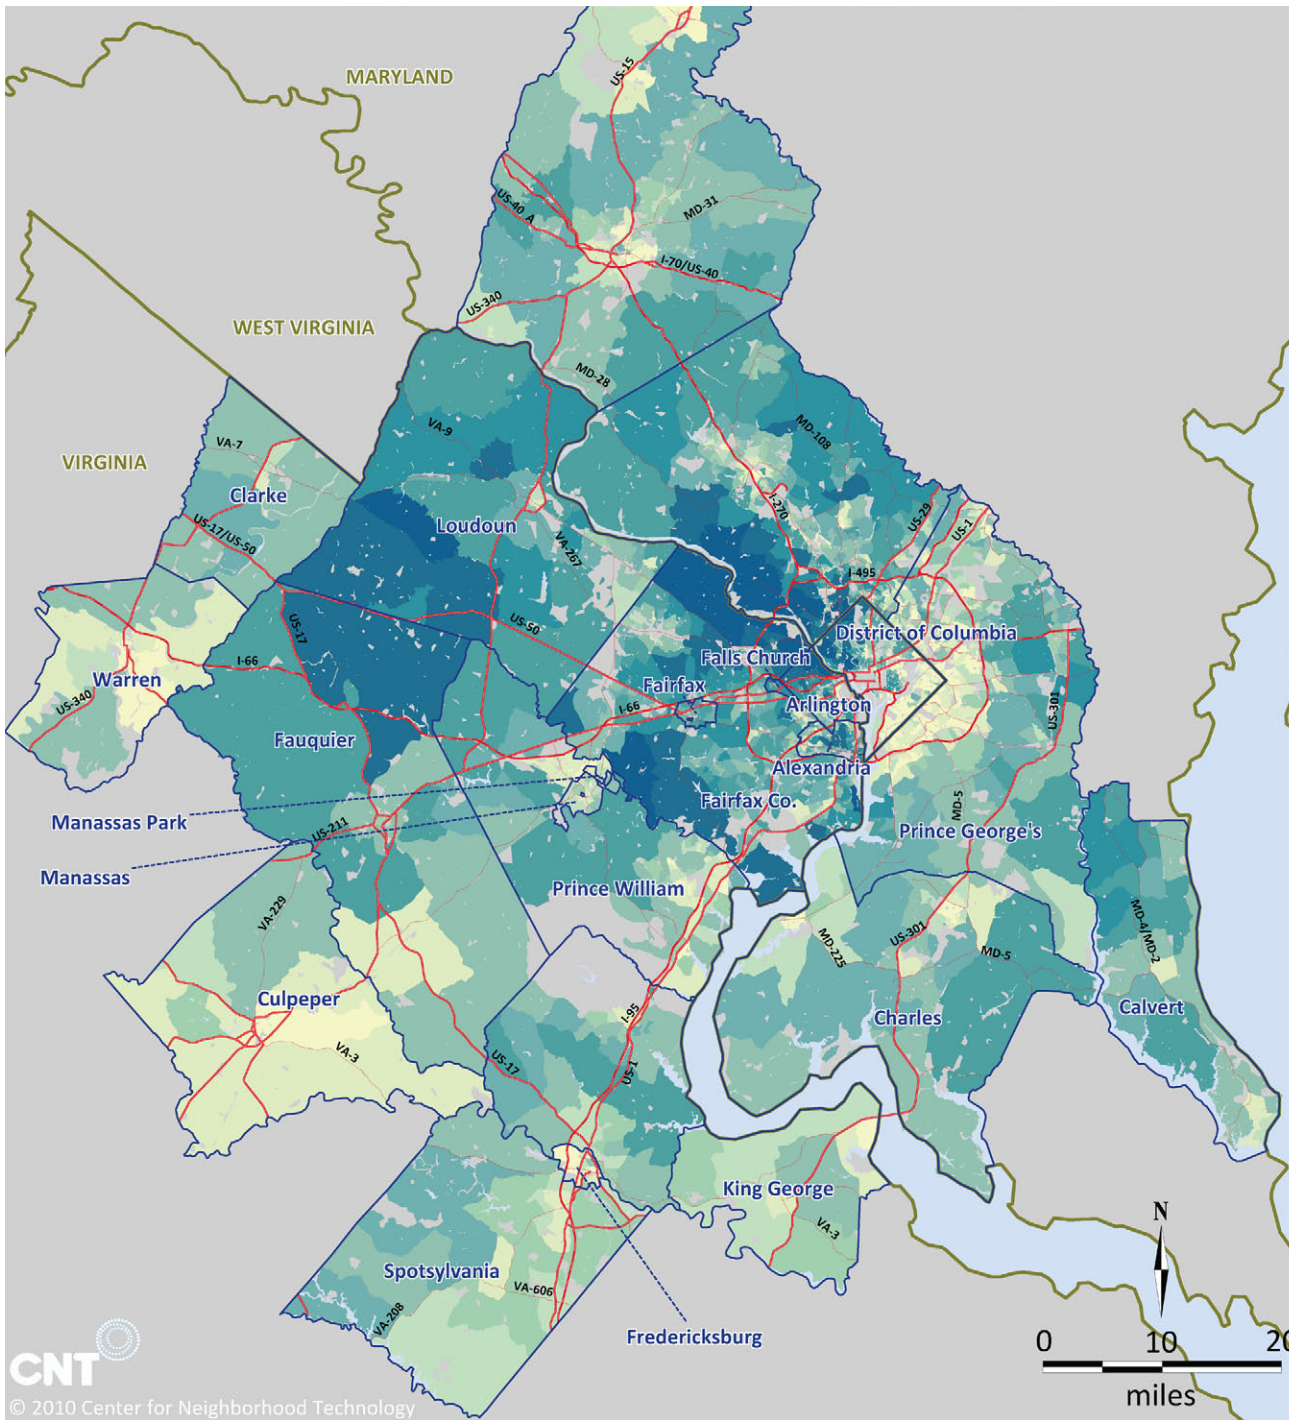 MARYLAND
US-15
US-40 A
MD-31
I-70/US-40
US-340
WEST VIRGINIA
MD-28
VA-9
MD-108
VA-7
VIRGINIA
Clarke
US-17/US-50
Loudoun
VA-267
I-270
US-29
US-1
I-495
US-17
US-50
District of Columbia
Falls Church
I-66
Warren
Fairfax
US-340
Arlington
I-66
US-301
Fauquier
Alexandria
Fairfax Co.
MD-5
Manassas Park
US-211
Prince George's
Manassas
Prince William
VA-229
US-301
MD-225
MD-5
MD-4/MD-2
Culpeper
I-95
Charles
Calvert
VA-3
US-17
US-1
King George
VA-3
N
Spotsylvania
VA-606
VA-208
Fredericksburg
0 10 20
miles
CNT
© 2010 Center for Neighborhood Technology